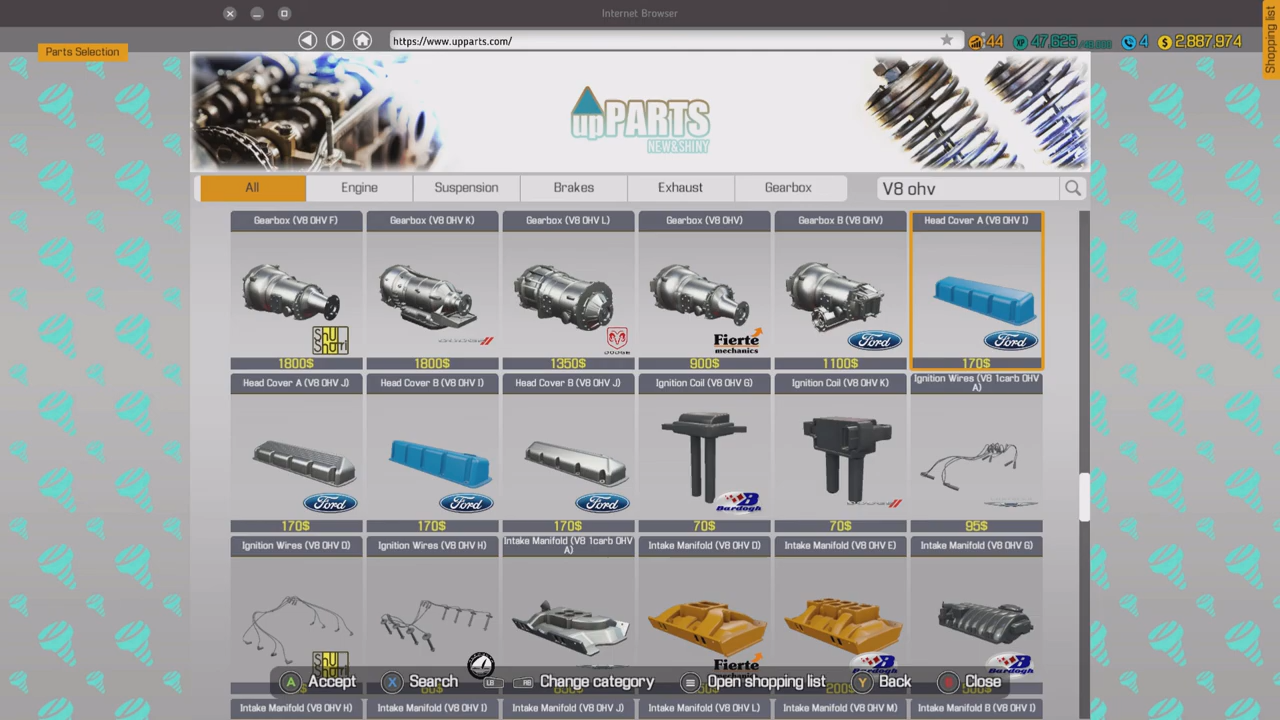 Internet Browser
Shopping list
Parts Selection
https://www.upparts.com/
44
47,625/48,000
4
$ 2,887,974
upPARTS
NEW&SHINY
All
Engine
Suspension
Brakes
Exhaust
Gearbox
V8 ohv
Gearbox (V8 OHV F)
Gearbox (V8 OHV K)
Gearbox (V8 OHV L)
Gearbox (V8 OHV)
Gearbox B (V8 OHV)
Head Cover A (V8 OHV I)
DODGE
Fierte
mechanics
Ford
Ford
1800$
1800$
1350$
900$
1100$
170$
Head Cover A (V8 OHV J)
Head Cover B (V8 OHV I)
Head Cover B (V8 OHV J)
Ignition Coil (V8 OHV G)
Ignition Coil (V8 OHV K)
Ignition Wires (V8 1carb OHV
A)
Ford
Ford
Ford
Bardogh
170$
170$
170$
70$
70$
95$
Ignition Wires (V8 OHV D)
Ignition Wires (V8 OHV H)
Intake Manifold (V8 1carb OHV
A)
Intake Manifold (V8 OHV D)
Intake Manifold (V8 OHV E)
Intake Manifold (V8 OHV G)
Fierte
Bardogh
Bardogh
A Accept
X Search
LB RB Change category
Open shopping list
Y Back
Close
Intake Manifold (V8 OHV H)
Intake Manifold (V8 OHV I)
Intake Manifold (V8 OHV J)
Intake Manifold (V8 OHV L)
Intake Manifold (V8 OHV M)
Intake Manifold B (V8 OHV I)